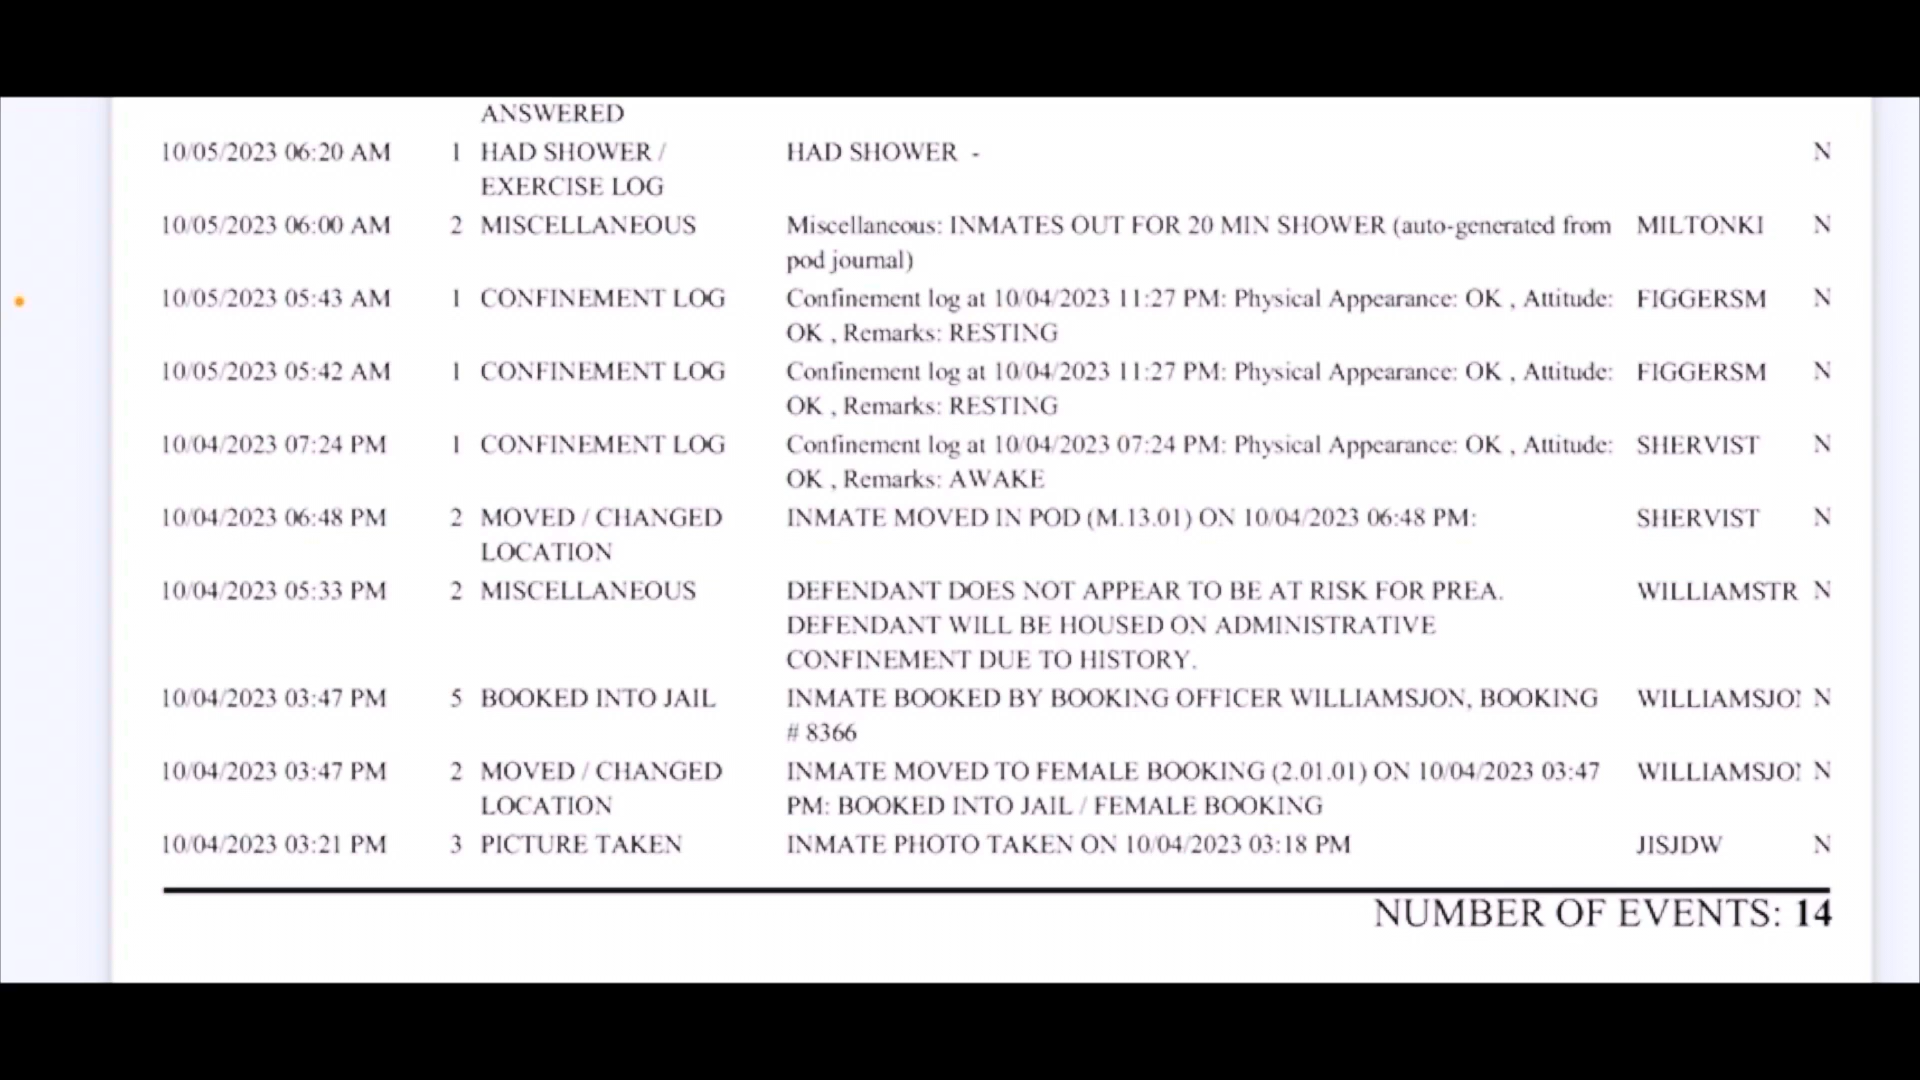 ANSWERED
10/05/2023 06:20 AM 1 HAD SHOWER / HAD SHOWER - N
EXERCISE LOG
10/05/2023 06:00 AM 2 MISCELLANEOUS Miscellaneous: INMATES OUT FOR 20 MIN SHOWER (auto-generated from MILTONKI N
pod journal)
10/05/2023 05:43 AM 1 CONFINEMENT LOG Confinement log at 10/04/2023 11:27 PM: Physical Appearance: OK , Attitude: FIGGERSM N
OK , Remarks: RESTING
10/05/2023 05:42 AM 1 CONFINEMENT LOG Confinement log at 10/04/2023 11:27 PM: Physical Appearance: OK , Attitude: FIGGERSM N
OK , Remarks: RESTING
10/04/2023 07:24 PM 1 CONFINEMENT LOG Confinement log at 10/04/2023 07:24 PM: Physical Appearance: OK , Attitude: SHERVIST N
OK , Remarks: AWAKE
10/04/2023 06:48 PM 2 MOVED / CHANGED INMATE MOVED IN POD (M.13.01) ON 10/04/2023 06:48 PM: SHERVIST N
LOCATION
10/04/2023 05:33 PM 2 MISCELLANEOUS DEFENDANT DOES NOT APPEAR TO BE AT RISK FOR PREA. WILLIAMSTR N
DEFENDANT WILL BE HOUSED ON ADMINISTRATIVE
CONFINEMENT DUE TO HISTORY.
10/04/2023 03:47 PM 5 BOOKED INTO JAIL INMATE BOOKED BY BOOKING OFFICER WILLIAMSJON, BOOKING WILLIAMSJO N
# 8366
10/04/2023 03:47 PM 2 MOVED / CHANGED INMATE MOVED TO FEMALE BOOKING (2.01.01) ON 10/04/2023 03:47 WILLIAMSJO N
LOCATION PM: BOOKED INTO JAIL / FEMALE BOOKING
10/04/2023 03:21 PM 3 PICTURE TAKEN INMATE PHOTO TAKEN ON 10/04/2023 03:18 PM JISJDW N
NUMBER OF EVENTS: 14